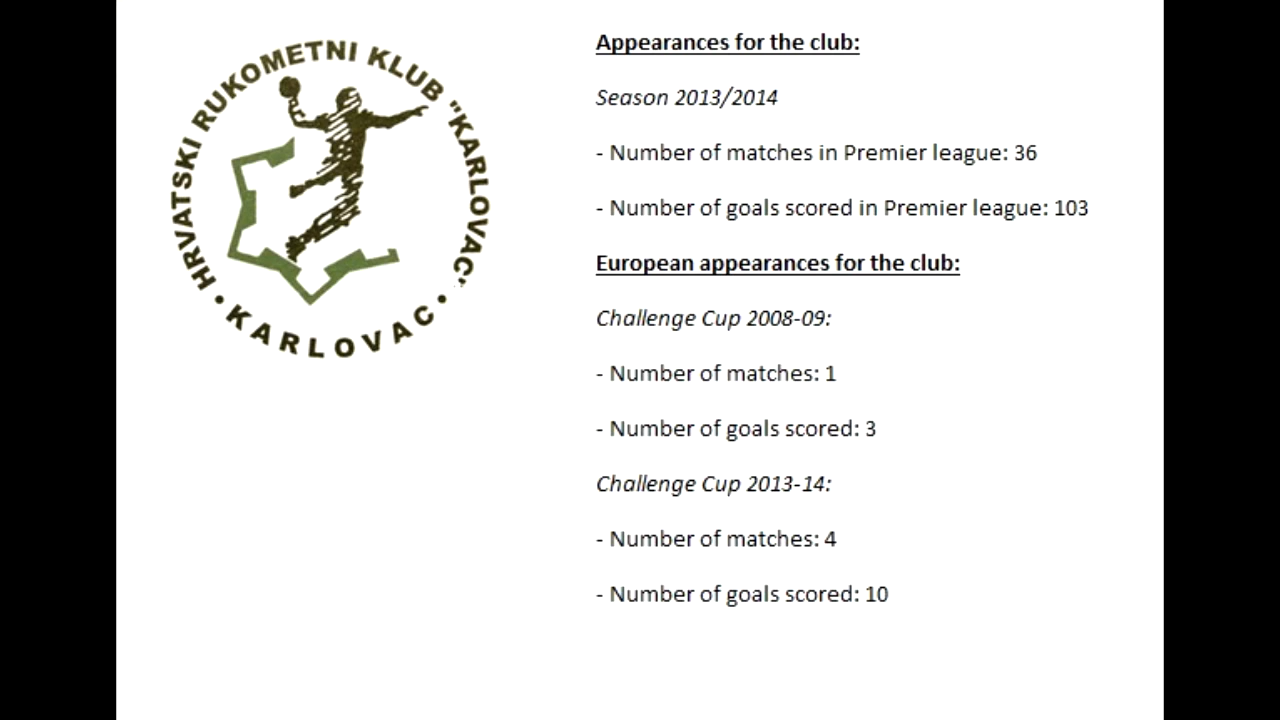 HRVATSKI RUKOMETNI KLUB "KARLOVAC"
• KARLOVAC •
Appearances for the club:
Season 2013/2014
- Number of matches in Premier league: 36
- Number of goals scored in Premier league: 103
European appearances for the club:
Challenge Cup 2008-09:
- Number of matches: 1
- Number of goals scored: 3
Challenge Cup 2013-14:
- Number of matches: 4
- Number of goals scored: 10